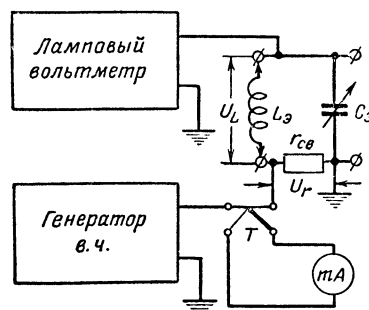 Ламповый
вольтметр
U_L
L_э
C_э
r_св
U_r
Генератор
в.ч.
T
mA